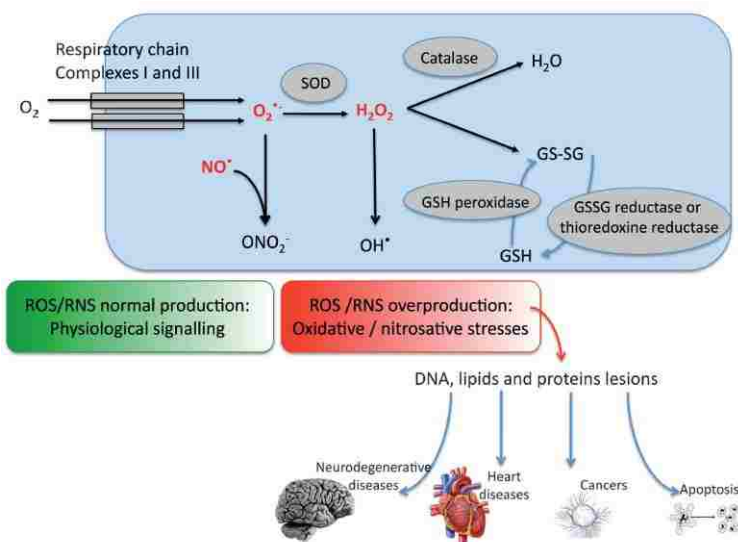 Respiratory chain
Complexes I and III
O₂
O₂•-
SOD
H₂O₂
Catalase
H₂O
NO•
ONO₂⁻
OH•
GS-SG
GSH peroxidase
GSSG reductase or
thioredoxine reductase
GSH
ROS/RNS normal production:
Physiological signalling
ROS /RNS overproduction:
Oxidative / nitrosative stresses
DNA, lipids and proteins lesions
Neurodegenerative
diseases
Heart
diseases
Cancers
Apoptosis